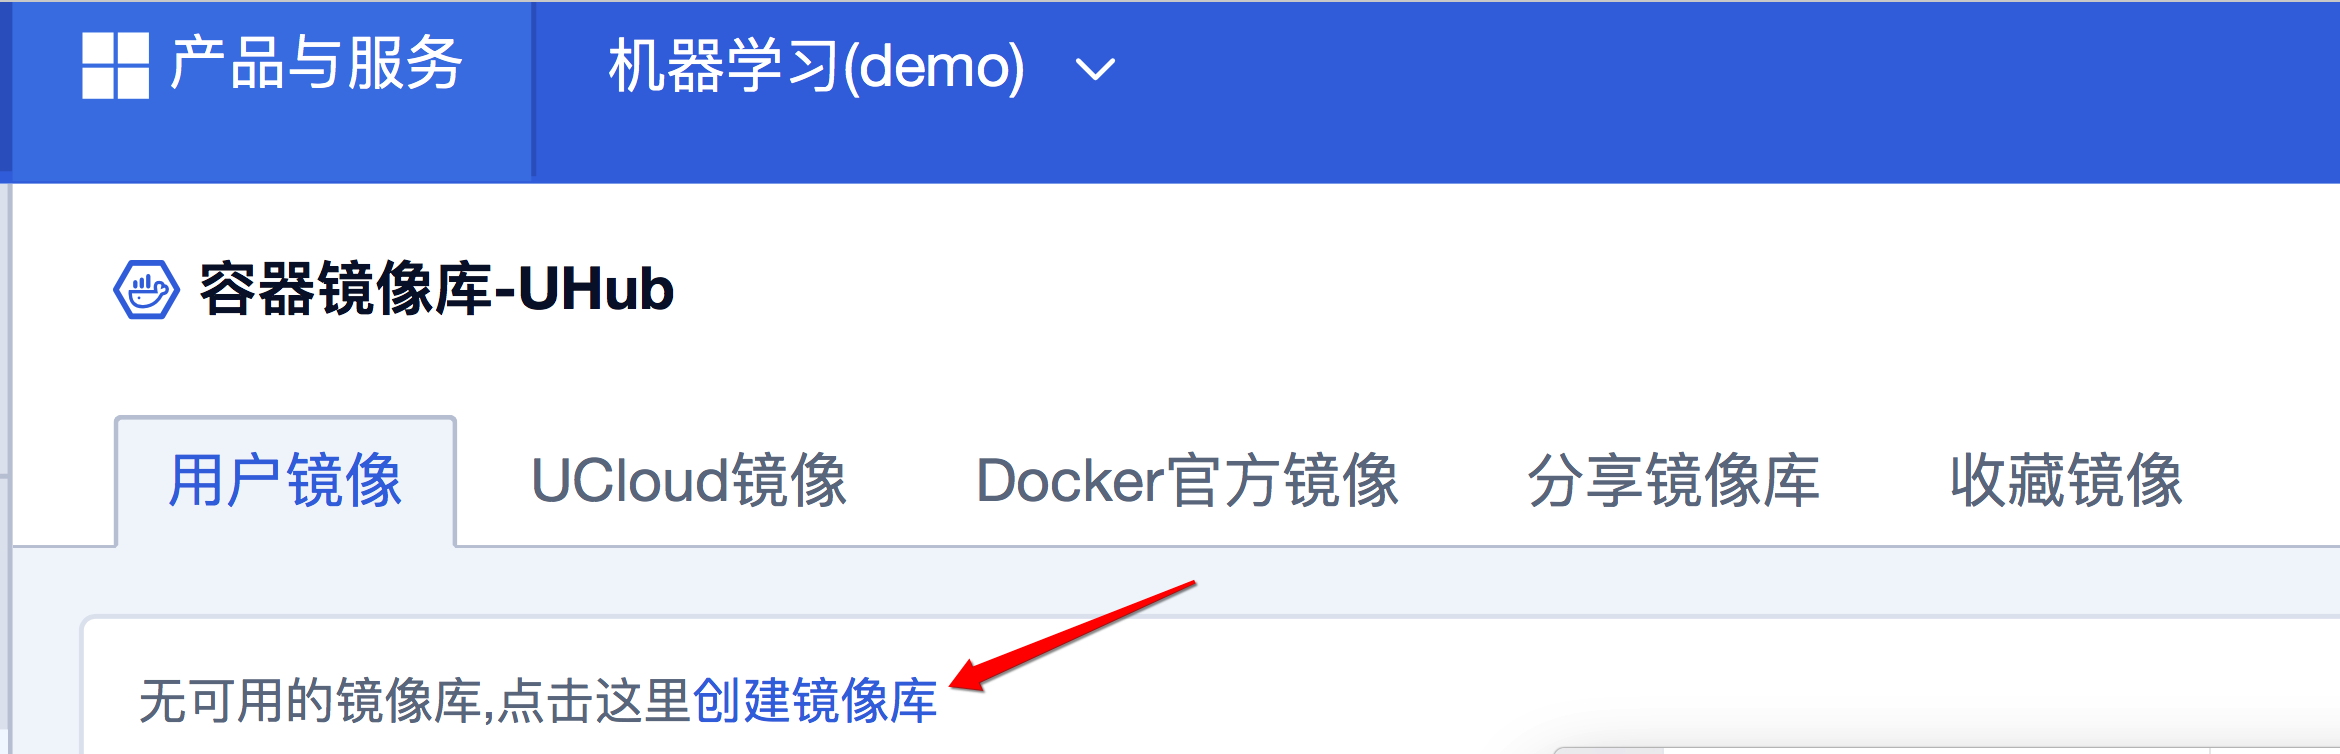 产品与服务 机器学习(demo)
容器镜像库-UHub
用户镜像 UCloud镜像 Docker官方镜像 分享镜像库 收藏镜像
无可用的镜像库,点击这里创建镜像库